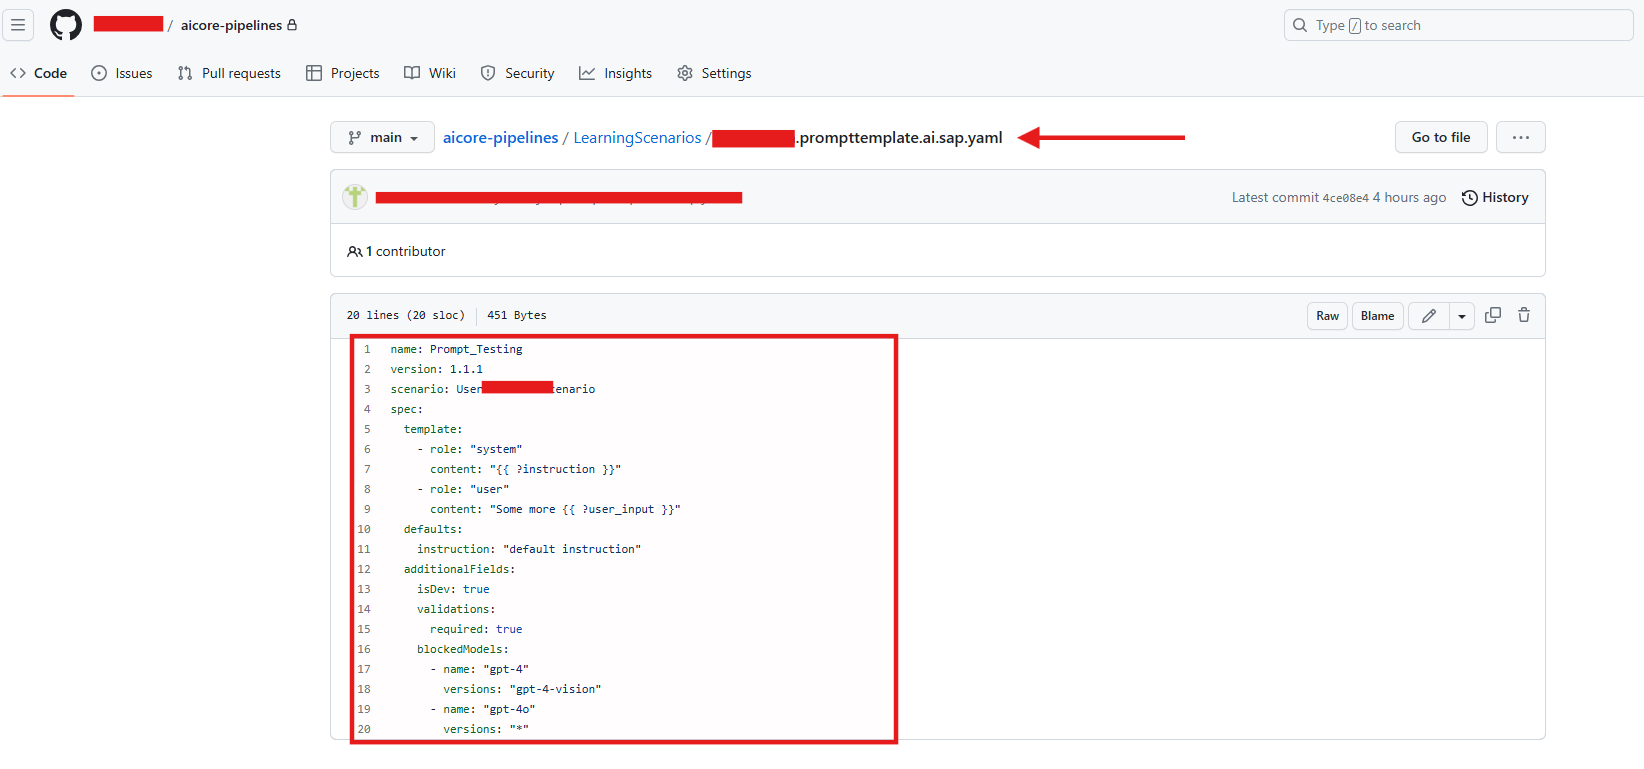 / aicore-pipelines
Type / to search
Code Issues Pull requests Projects Wiki Security Insights Settings
main aicore-pipelines / LearningScenarios / .prompttemplate.ai.sap.yaml Go to file ...
Latest commit 4ce08e4 4 hours ago History
1 contributor
20 lines (20 sloc) 451 Bytes Raw Blame
1 name: Prompt_Testing
2 version: 1.1.1
3 scenario: User enario
4 spec:
5 template:
6 - role: "system"
7 content: "{{ ?instruction }}"
8 - role: "user"
9 content: "Some more {{ ?user_input }}"
10 defaults:
11 instruction: "default instruction"
12 additionalFields:
13 isDev: true
14 validations:
15 required: true
16 blockedModels:
17 - name: "gpt-4"
18 versions: "gpt-4-vision"
19 - name: "gpt-4o"
20 versions: "*"